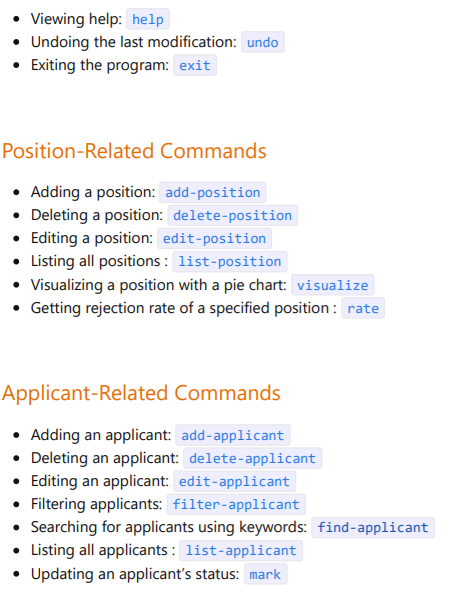 Viewing help: help
Undoing the last modification: undo
Exiting the program: exit
Position-Related Commands
Adding a position: add-position
Deleting a position: delete-position
Editing a position: edit-position
Listing all positions : list-position
Visualizing a position with a pie chart: visualize
Getting rejection rate of a specified position : rate
Applicant-Related Commands
Adding an applicant: add-applicant
Deleting an applicant: delete-applicant
Editing an applicant: edit-applicant
Filtering applicants: filter-applicant
Searching for applicants using keywords: find-applicant
Listing all applicants : list-applicant
Updating an applicant’s status: mark